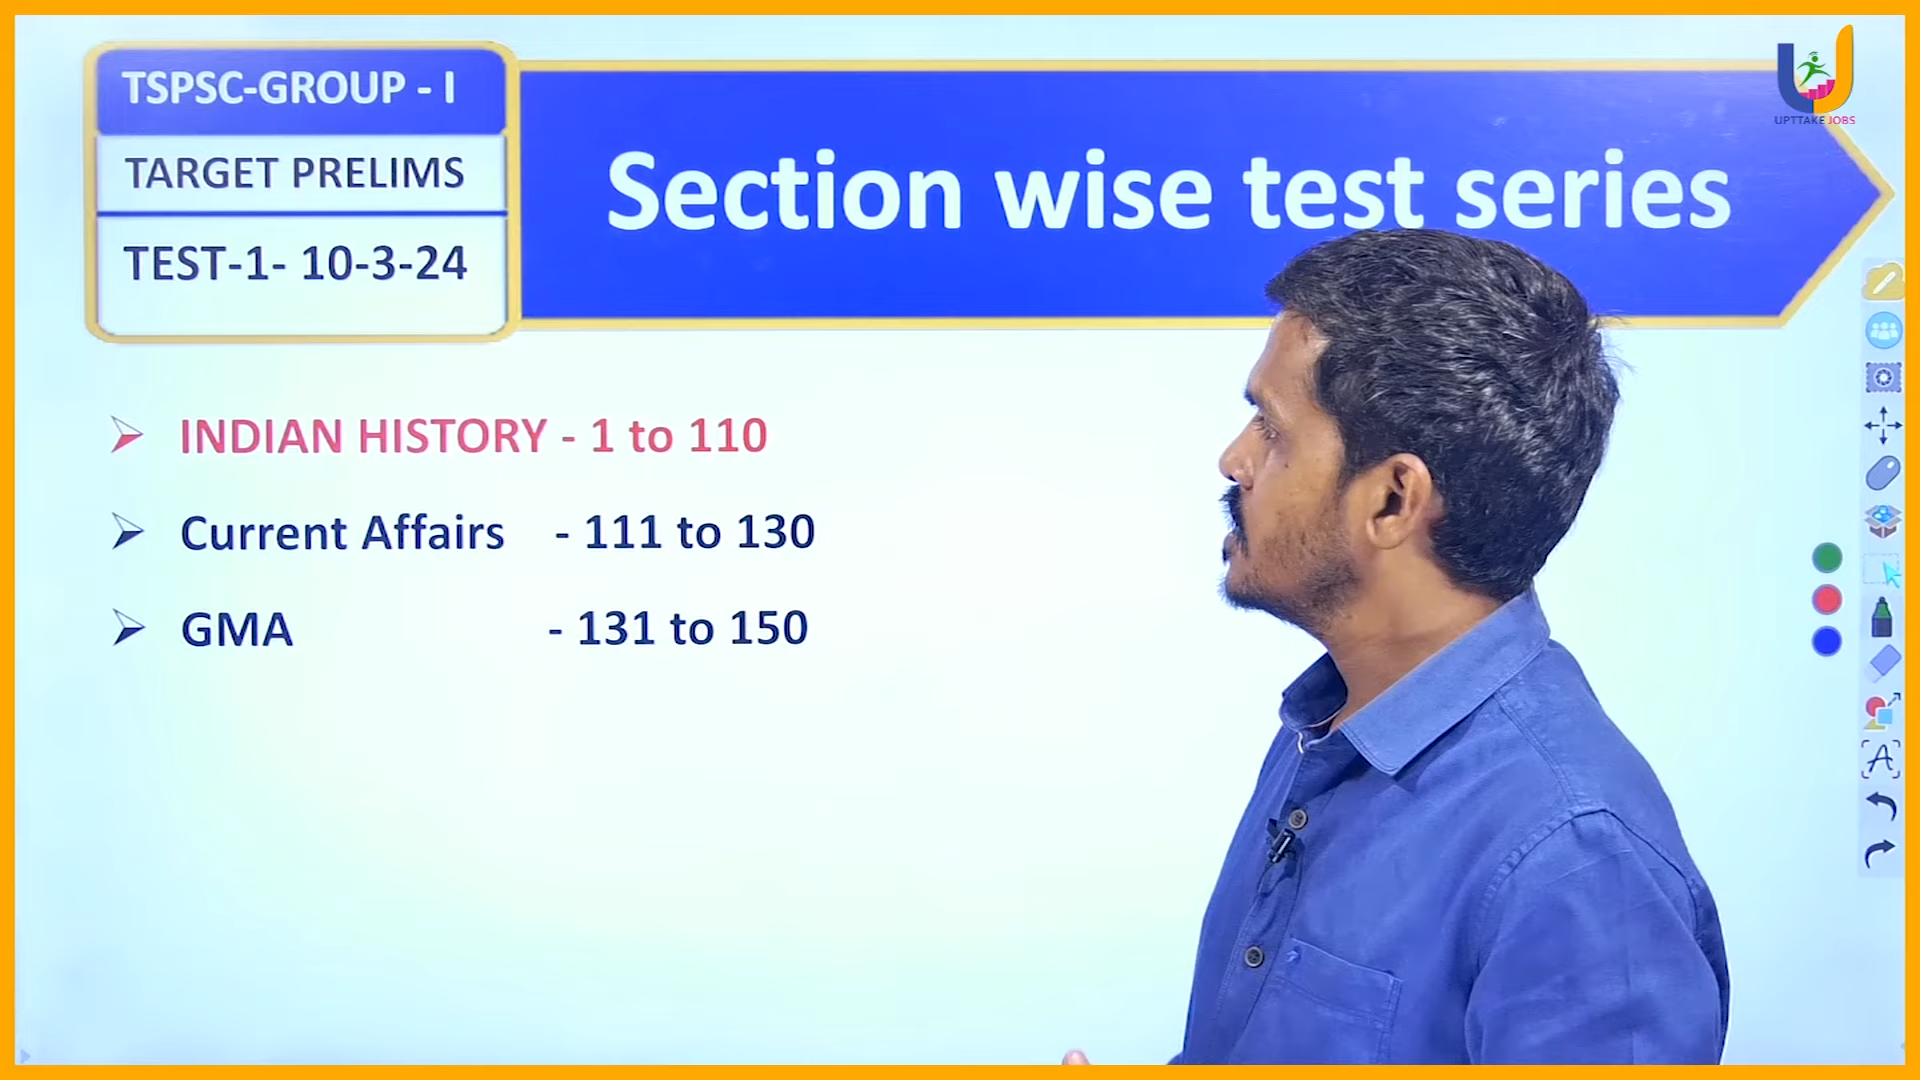 TSPSC-GROUP - I
TARGET PRELIMS
TEST-1- 10-3-24
Section wise test series
UPTTAKE JOBS
INDIAN HISTORY - 1 to 110
Current Affairs - 111 to 130
GMA - 131 to 150
A